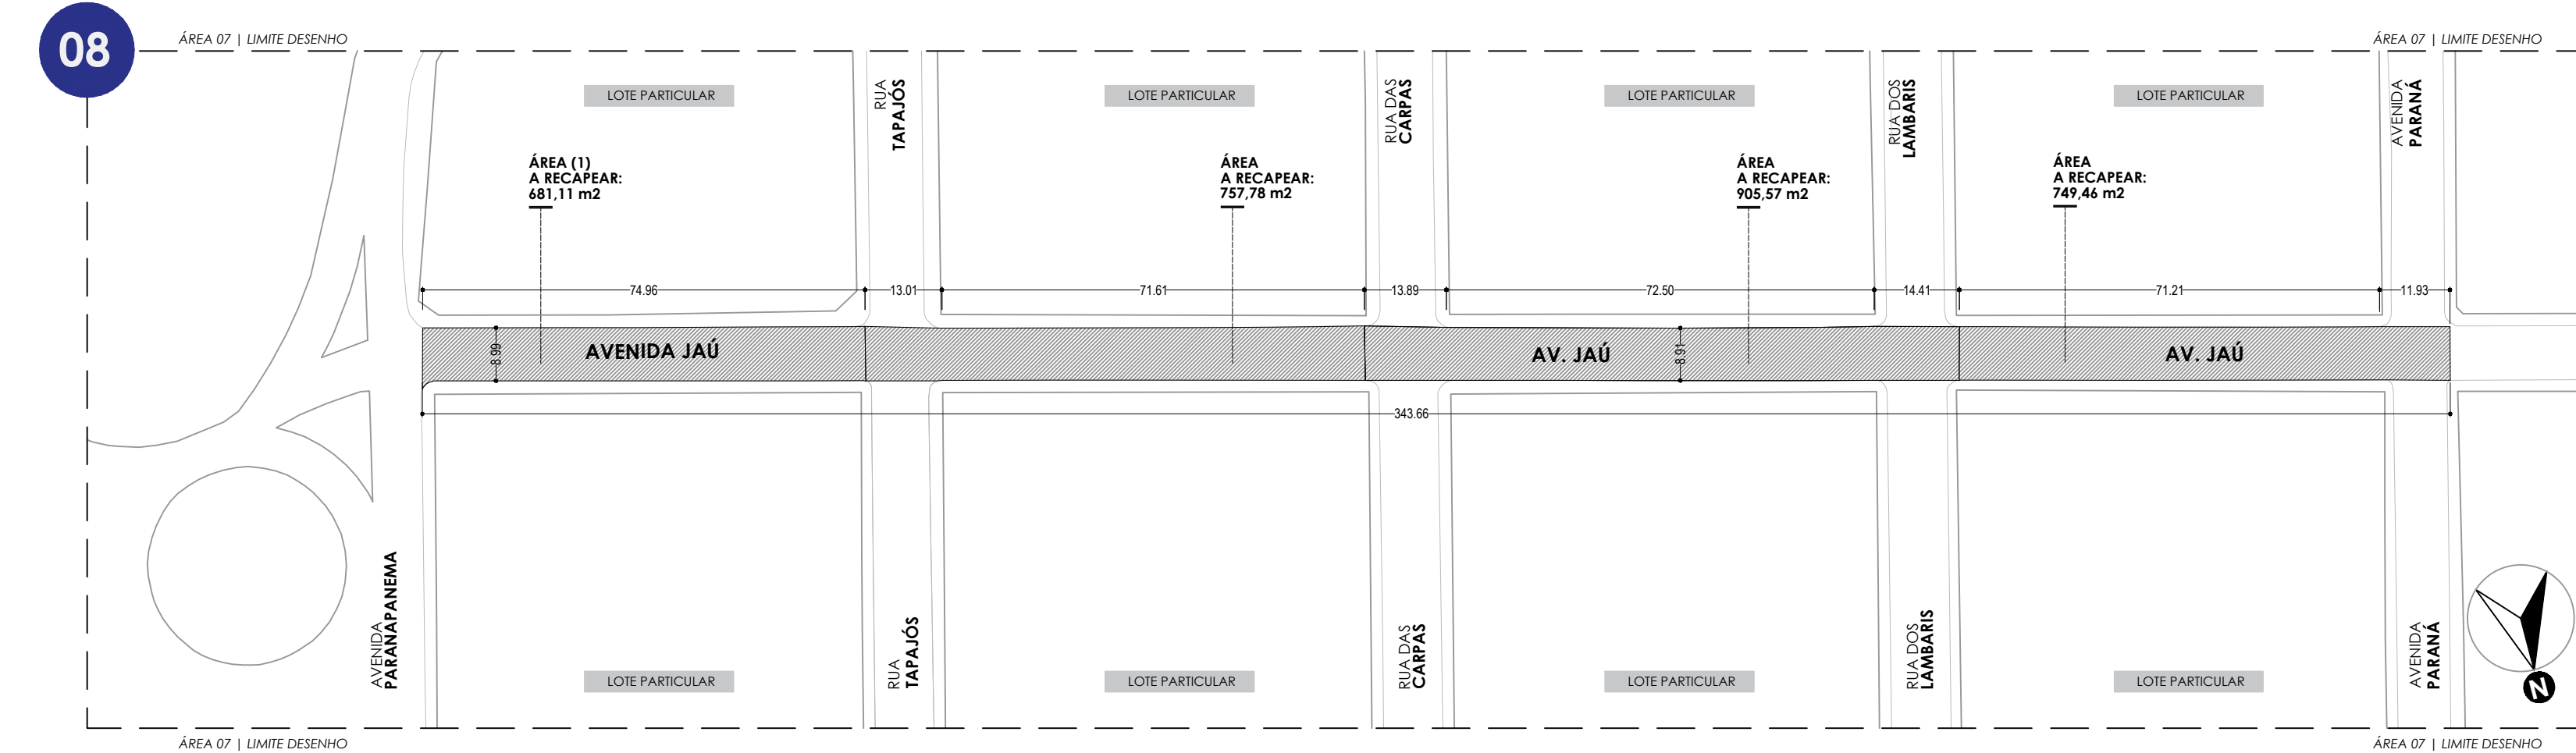 08
ÁREA 07 | LIMITE DESENHO
ÁREA 07 | LIMITE DESENHO
LOTE PARTICULAR
LOTE PARTICULAR
LOTE PARTICULAR
LOTE PARTICULAR
RUA
TAPAJÓS
RUA DAS
CARPAS
RUA DOS
LAMBARIS
AVENIDA
PARANÁ
ÁREA (1)
A RECAPEAR:
681,11 m2
ÁREA
A RECAPEAR:
757,78 m2
ÁREA
A RECAPEAR:
905,57 m2
ÁREA
A RECAPEAR:
749,46 m2
74.96
13.01
71.61
13.89
72.50
14.41
71.21
11.93
8.99
AVENIDA JAÚ
AV. JAÚ
8.91
AV. JAÚ
343.66
AVENIDA
PARANAPANEMA
RUA
TAPAJÓS
RUA DAS
CARPAS
RUA DOS
LAMBARIS
AVENIDA
PARANÁ
LOTE PARTICULAR
LOTE PARTICULAR
LOTE PARTICULAR
LOTE PARTICULAR
N
ÁREA 07 | LIMITE DESENHO
ÁREA 07 | LIMITE DESENHO